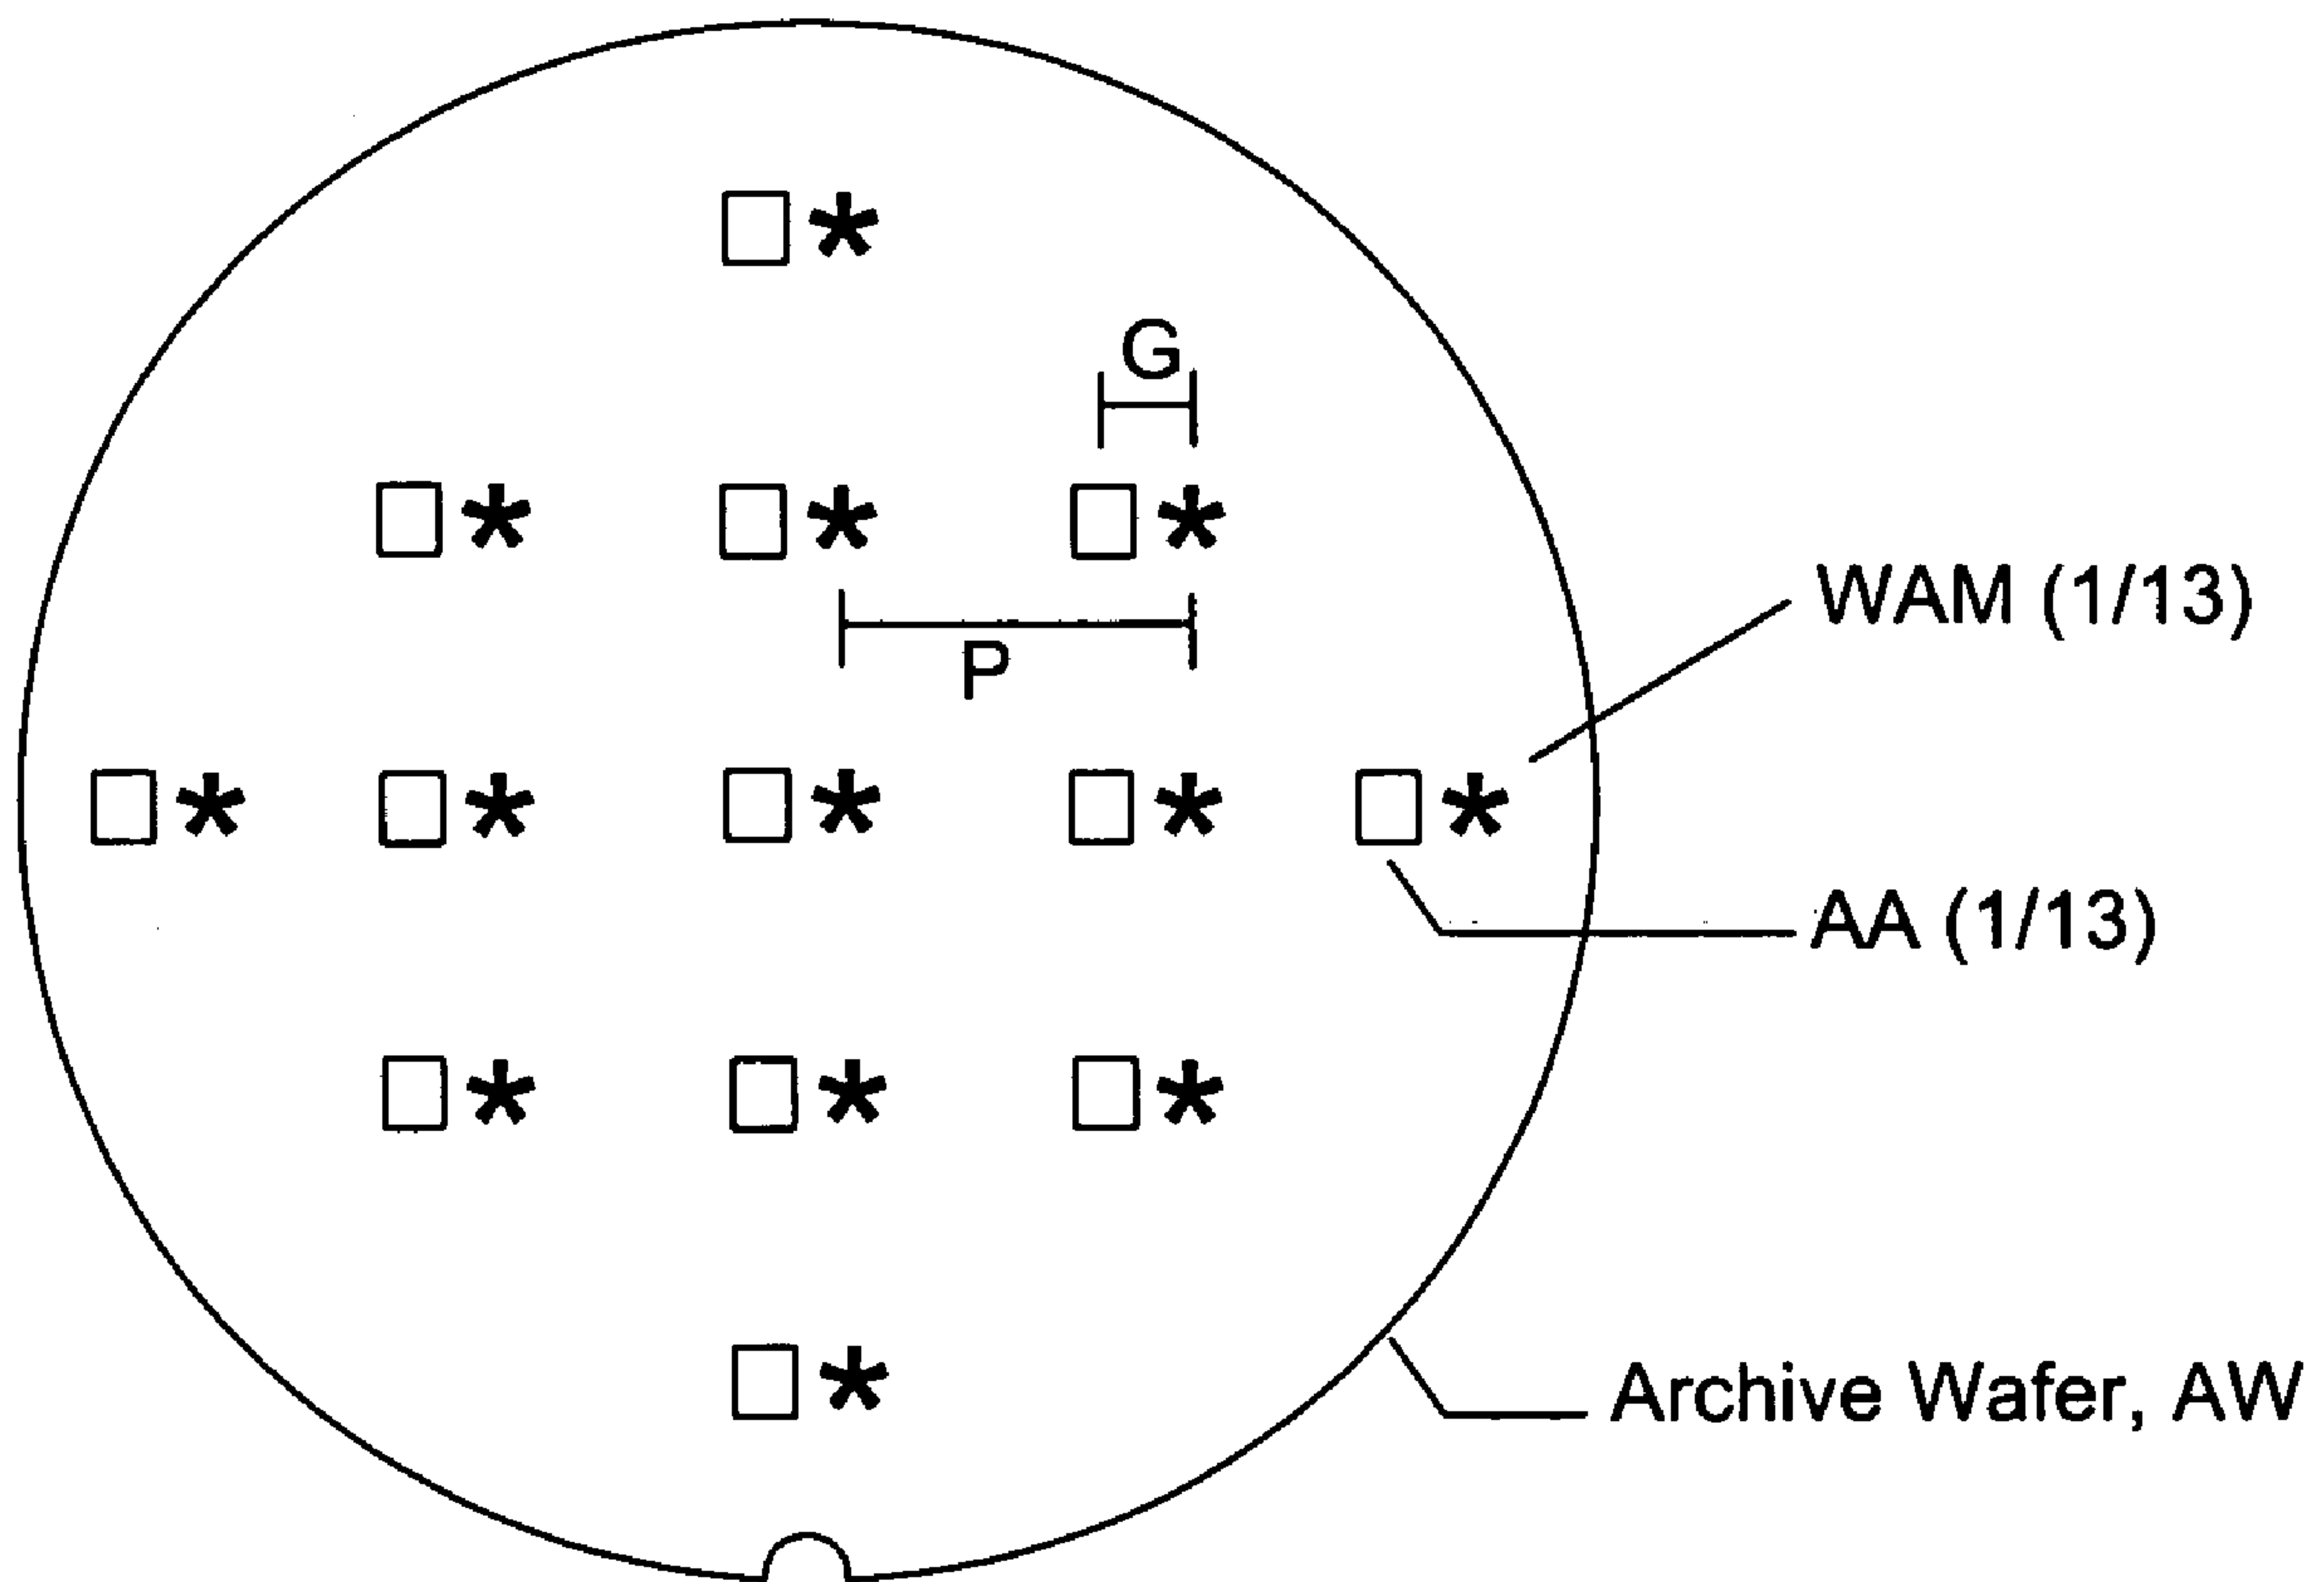 G
P
WAM (1/13)
AA (1/13)
Archive Wafer, AW